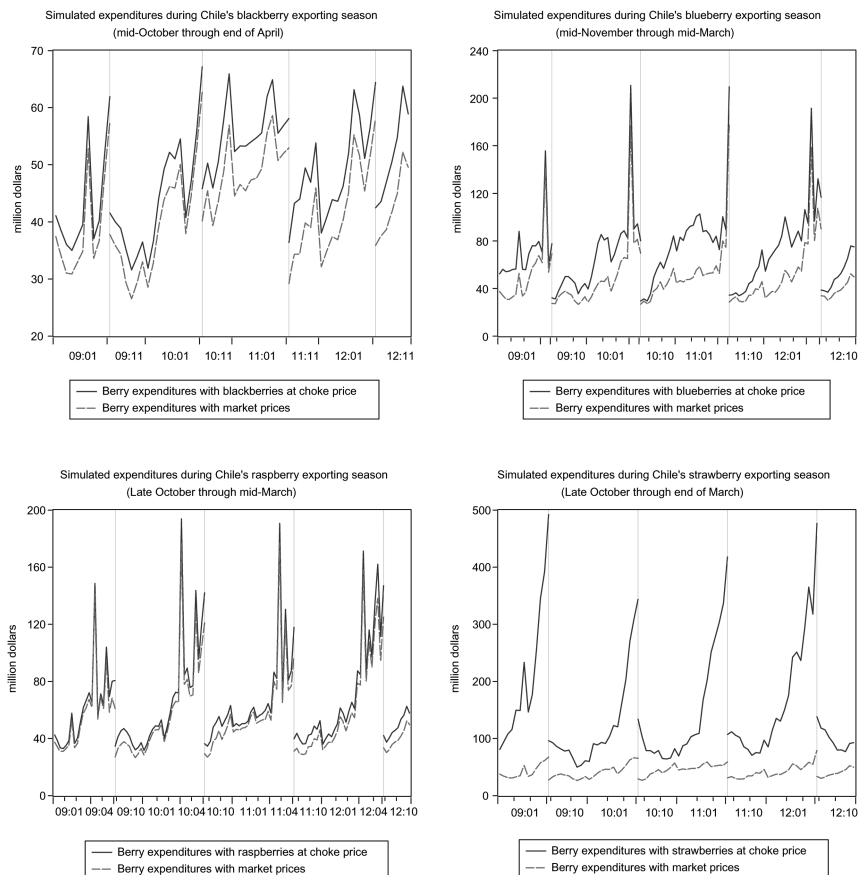 Simulated expenditures during Chile's blackberry exporting season
(mid-October through end of April)
70
60
50
40
30
20
million dollars
09:01 09:11 10:01 10:11 11:01 11:11 12:01 12:11
Berry expenditures with blackberries at choke price
Berry expenditures with market prices
Simulated expenditures during Chile's blueberry exporting season
(mid-November through mid-March)
240
200
160
120
80
40
0
million dollars
09:01 09:10 10:01 10:10 11:01 11:10 12:01 12:10
Berry expenditures with blueberries at choke price
Berry expenditures with market prices
Simulated expenditures during Chile's raspberry exporting season
(Late October through mid-March)
200
160
120
80
40
0
million dollars
09:01 09:04 09:10 10:01 10:04 10:10 11:01 11:04 11:10 12:01 12:04 12:10
Berry expenditures with raspberries at choke price
Berry expenditures with market prices
Simulated expenditures during Chile's strawberry exporting season
(Late October through end of March)
500
400
300
200
100
0
million dollars
09:01 09:10 10:01 10:10 11:01 11:10 12:01 12:10
Berry expenditures with strawberries at choke price
Berry expenditures with market prices